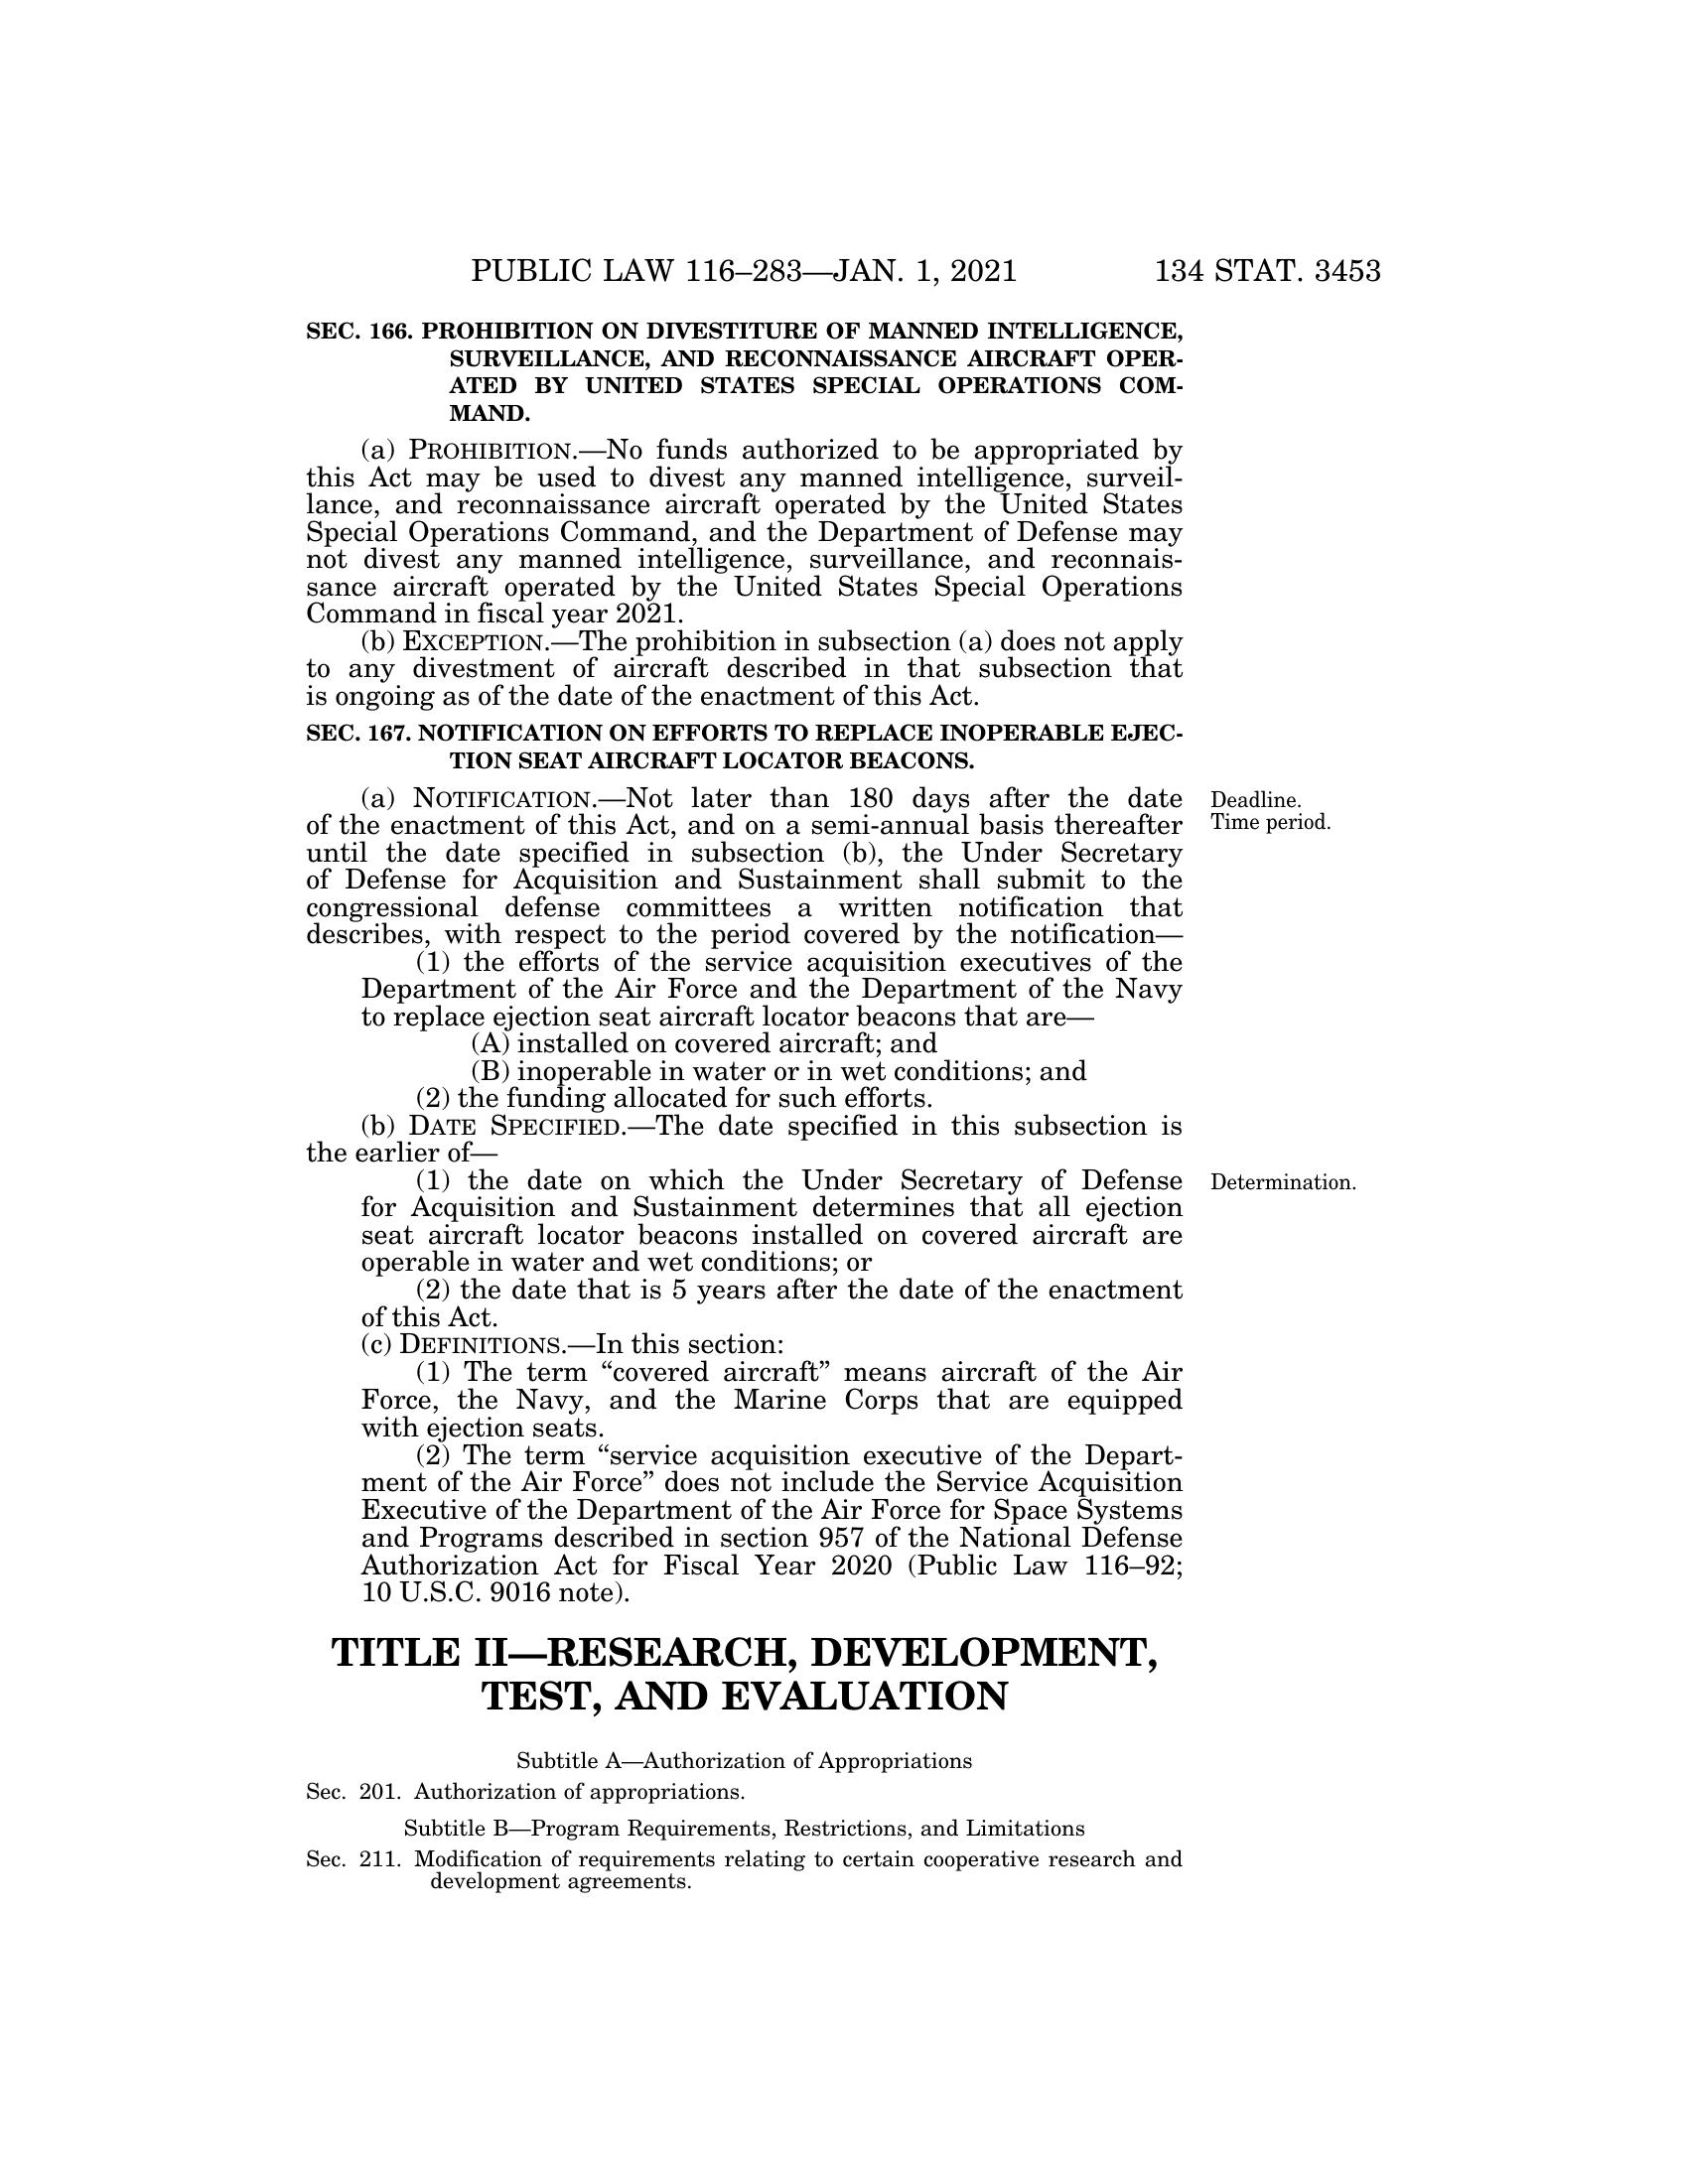 PUBLIC LAW 116–283—JAN. 1, 2021 134 STAT. 3453
SEC. 166. PROHIBITION ON DIVESTITURE OF MANNED INTELLIGENCE,
SURVEILLANCE, AND RECONNAISSANCE AIRCRAFT OPER-
ATED BY UNITED STATES SPECIAL OPERATIONS COM-
MAND.
(a) PROHIBITION.—No funds authorized to be appropriated by
this Act may be used to divest any manned intelligence, surveil-
lance, and reconnaissance aircraft operated by the United States
Special Operations Command, and the Department of Defense may
not divest any manned intelligence, surveillance, and reconnais-
sance aircraft operated by the United States Special Operations
Command in fiscal year 2021.
(b) EXCEPTION.—The prohibition in subsection (a) does not apply
to any divestment of aircraft described in that subsection that
is ongoing as of the date of the enactment of this Act.
SEC. 167. NOTIFICATION ON EFFORTS TO REPLACE INOPERABLE EJEC-
TION SEAT AIRCRAFT LOCATOR BEACONS.
(a) NOTIFICATION.—Not later than 180 days after the date
of the enactment of this Act, and on a semi-annual basis thereafter
until the date specified in subsection (b), the Under Secretary
of Defense for Acquisition and Sustainment shall submit to the
congressional defense committees a written notification that
describes, with respect to the period covered by the notification—
(1) the efforts of the service acquisition executives of the
Department of the Air Force and the Department of the Navy
to replace ejection seat aircraft locator beacons that are—
(A) installed on covered aircraft; and
(B) inoperable in water or in wet conditions; and
(2) the funding allocated for such efforts.
(b) DATE SPECIFIED.—The date specified in this subsection is
the earlier of—
(1) the date on which the Under Secretary of Defense
for Acquisition and Sustainment determines that all ejection
seat aircraft locator beacons installed on covered aircraft are
operable in water and wet conditions; or
(2) the date that is 5 years after the date of the enactment
of this Act.
(c) DEFINITIONS.—In this section:
(1) The term “covered aircraft” means aircraft of the Air
Force, the Navy, and the Marine Corps that are equipped
with ejection seats.
(2) The term “service acquisition executive of the Depart-
ment of the Air Force” does not include the Service Acquisition
Executive of the Department of the Air Force for Space Systems
and Programs described in section 957 of the National Defense
Authorization Act for Fiscal Year 2020 (Public Law 116–92;
10 U.S.C. 9016 note).
Deadline.
Time period.
Determination.
TITLE II—RESEARCH, DEVELOPMENT,
TEST, AND EVALUATION
Subtitle A—Authorization of Appropriations
Sec. 201. Authorization of appropriations.
Subtitle B—Program Requirements, Restrictions, and Limitations
Sec. 211. Modification of requirements relating to certain cooperative research and
development agreements.